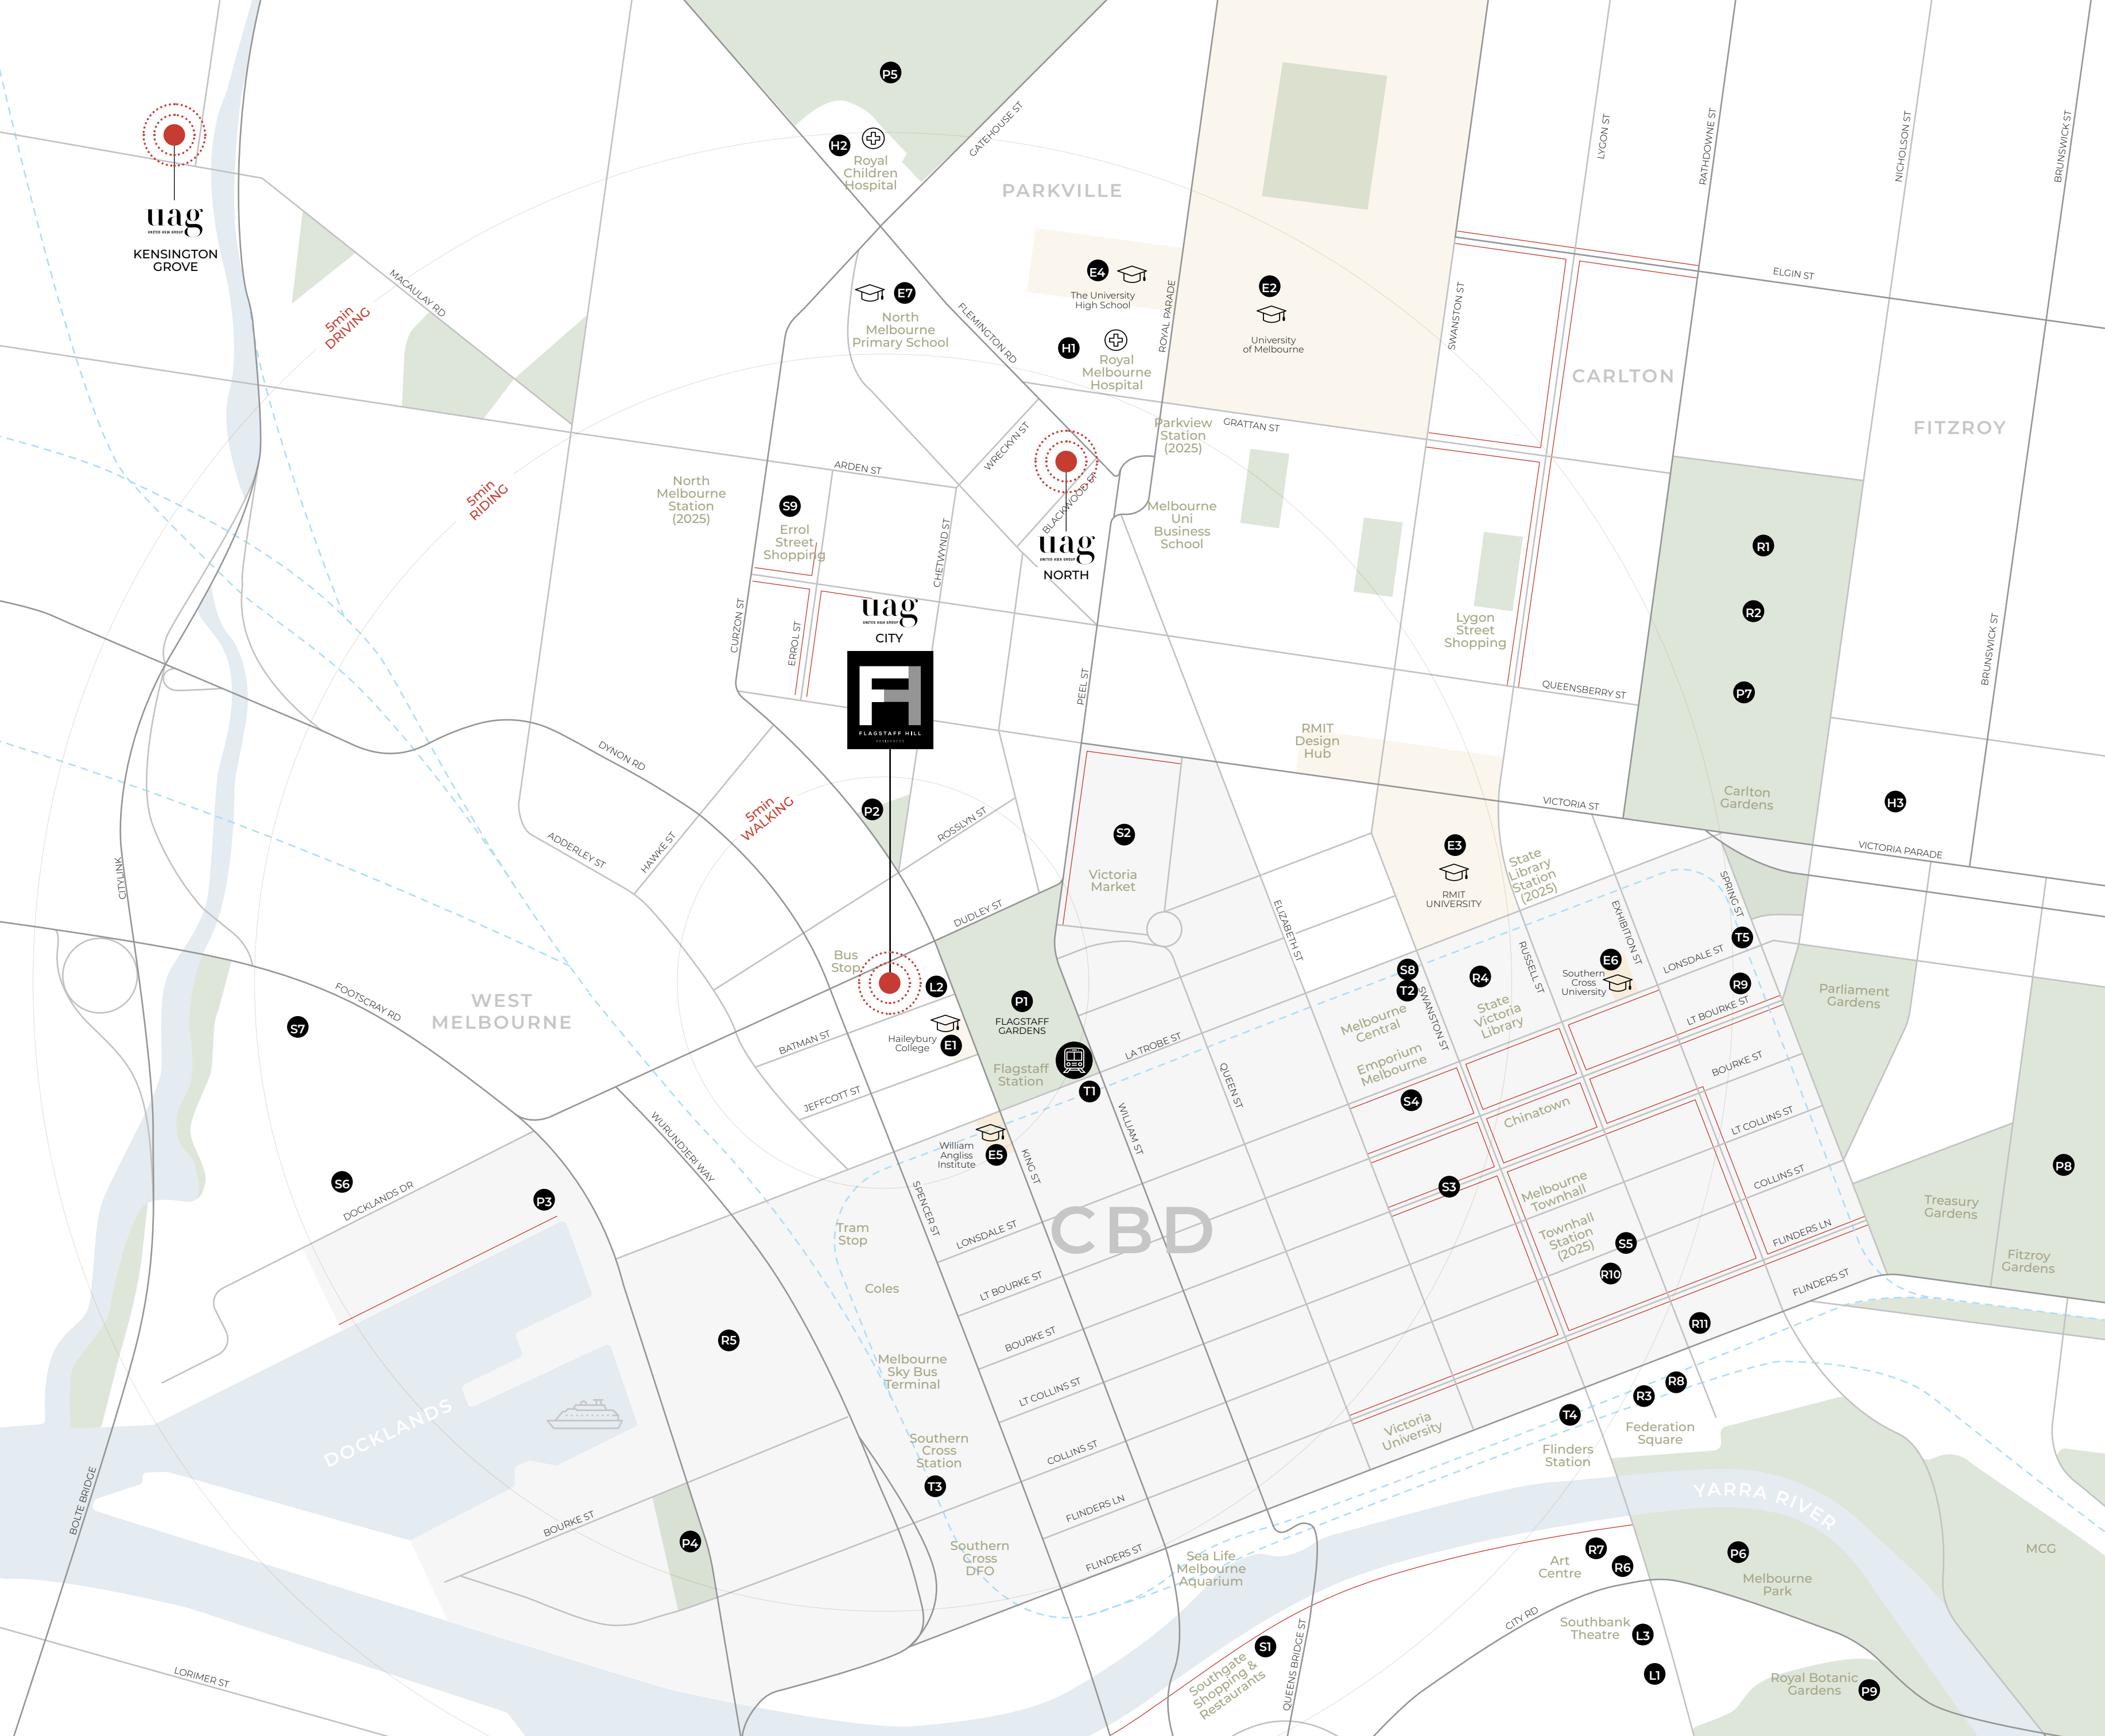 P5
H2
Royal
Children
Hospital
GATEHOUSE ST
PARKVILLE
LYGON ST
RATHDOWNE ST
NICHOLSON ST
BRUNSWICK ST
uag
UNITED ASIA GROUP
KENSINGTON
GROVE
MACAULAY RD
5min
DRIVING
E7
North
Melbourne
Primary School
FLEMINGTON RD
E4
The University
High School
H1
Royal
Melbourne
Hospital
ROYAL PARADE
E2
University
of Melbourne
SWANSTON ST
ELGIN ST
CARLTON
FITZROY
5min
RIDING
North
Melbourne
Station
(2025)
ARDEN ST
S9
Errol
Street
Shopping
WRECKYN ST
BLACKWOOD ST
CHETWYND ST
uag
UNITED ASIA GROUP
NORTH
Parkview
Station
(2025)
GRATTAN ST
Melbourne
Uni
Business
School
Lygon
Street
Shopping
R1
R2
P7
Carlton
Gardens
BRUNSWICK ST
CURZON ST
ERROL ST
uag
UNITED ASIA GROUP
CITY
FLAGSTAFF HILL
PEEL ST
QUEENSBERRY ST
RMIT
Design
Hub
DYNON RD
5min
WALKING
P2
ADDERLEY ST
HAWKE ST
ROSSLYN ST
S2
Victoria
Market
VICTORIA ST
H3
VICTORIA PARADE
E3
RMIT
UNIVERSITY
State
Library
Station
(2025)
CITYLINK
DUDLEY ST
Bus
Stop
L2
P1
FLAGSTAFF
GARDENS
ELIZABETH ST
RUSSELL ST
EXHIBITION ST
SPRING ST
T5
LONSDALE ST
R9
LT BOURKE ST
E6
Southern
Cross
University
S8
T2
R4
State
Victoria
Library
Melbourne
Central
SWANSTON ST
Emporium
Melbourne
Parliament
Gardens
WEST
MELBOURNE
FOOTSCRAY RD
S7
BATMAN ST
Haileybury
College
E1
Flagstaff
Station
T1
LA TROBE ST
QUEEN ST
JEFFCOTT ST
WURUNDJERI WAY
WILLIAM ST
William
Angliss
Institute
E5
KING ST
S4
Chinatown
BOURKE ST
LT COLLINS ST
COLLINS ST
S6
DOCKLANDS DR
P3
SPENCER ST
CBD
S3
Melbourne
Townhall
Townhall
Station
(2025)
S5
R10
FLINDERS LN
FLINDERS ST
P8
Treasury
Gardens
Fitzroy
Gardens
Tram
Stop
LONSDALE ST
Coles
LT BOURKE ST
R5
BOURKE ST
R11
Melbourne
Sky Bus
Terminal
LT COLLINS ST
R8
R3
T4
Federation
Square
Flinders
Station
Victoria
University
DOCKLANDS
Southern
Cross
Station
T3
COLLINS ST
FLINDERS LN
FLINDERS ST
BOLTE BRIDGE
BOURKE ST
P4
Southern
Cross
DFO
Sea Life
Melbourne
Aquarium
YARRA RIVER
Art
Centre
R7
R6
P6
Melbourne
Park
MCG
CITY RD
Southbank
Theatre
L3
L1
S1
Southgate
Shopping &
Restaurants
QUEENS BRIDGE ST
Royal Botanic
Gardens
P9
LORIMER ST